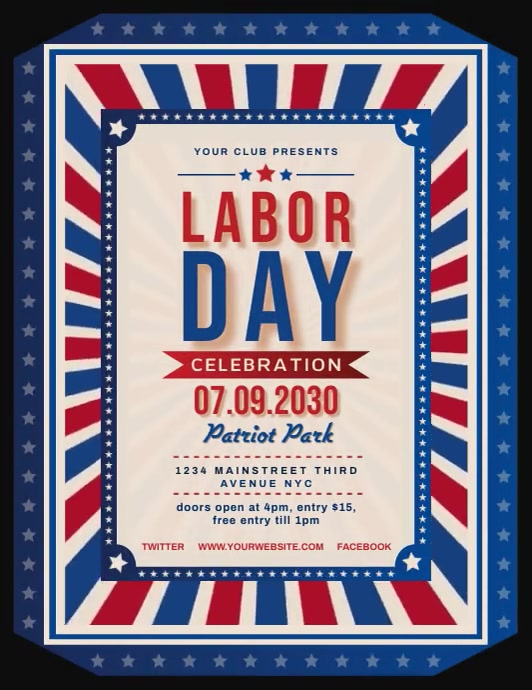 YOUR CLUB PRESENTS
LABOR
DAY
CELEBRATION
07.09.2030
Patriot Park
1234 MAINSTREET THIRD
AVENUE NYC
doors open at 4pm, entry $15,
free entry till 1pm
TWITTER WWW.YOURWEBSITE.COM FACEBOOK